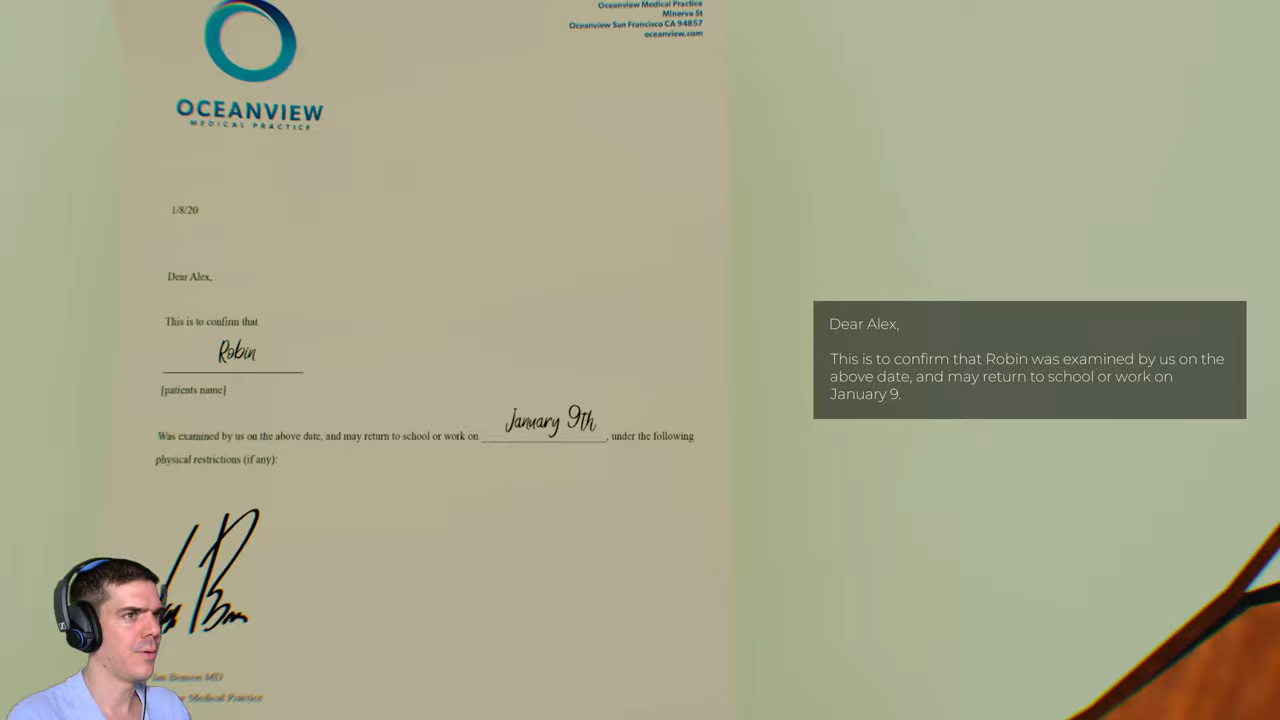 Oceanview Medical Practice
Minerva St
Oceanview San Francisco CA 94857
oceanview.com
OCEANVIEW
MEDICAL PRACTICE
1/8/20
Dear Alex,
This is to confirm that
Robin
[patients name]
Was examined by us on the above date, and may return to school or work on January 9th, under the following
physical restrictions (if any):
Benson MD
Medical Practice
Dear Alex,
This is to confirm that Robin was examined by us on the
above date, and may return to school or work on
January 9.